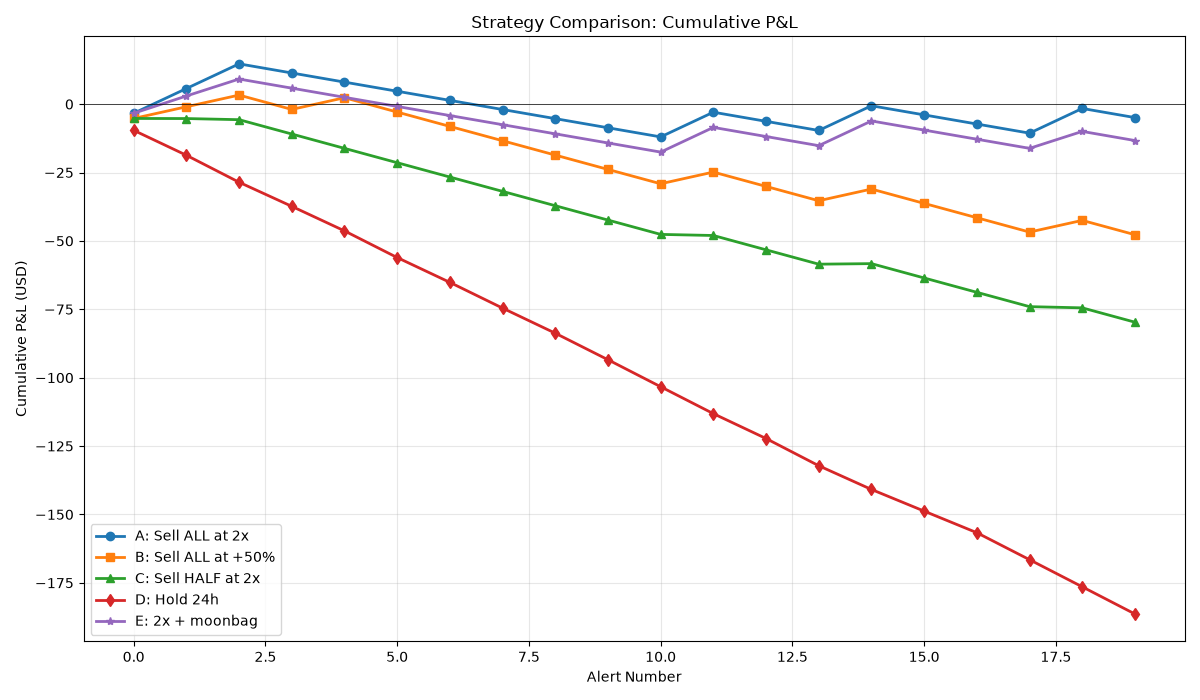 Strategy Comparison: Cumulative P&L
Cumulative P&L (USD)
0
−25
−50
−75
−100
−125
−150
−175
A: Sell ALL at 2x
B: Sell ALL at +50%
C: Sell HALF at 2x
D: Hold 24h
E: 2x + moonbag
0.0 2.5 5.0 7.5 10.0 12.5 15.0 17.5
Alert Number